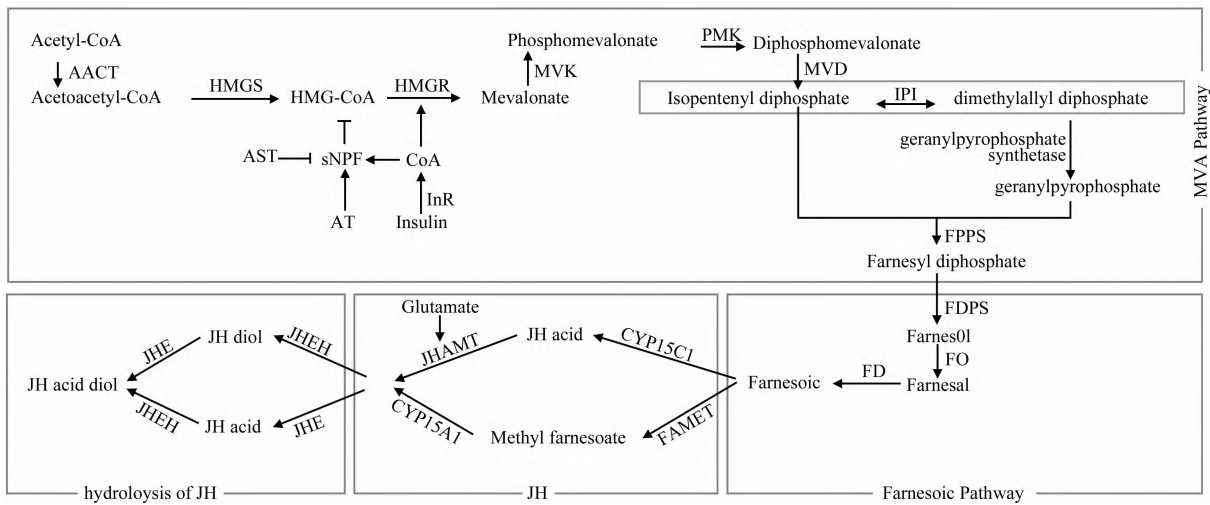 Acetyl-CoA
AACT
Acetoacetyl-CoA
HMGS
HMG-CoA
HMGR
Mevalonate
MVK
Phosphomevalonate
PMK
Diphosphomevalonate
MVD
Isopentenyl diphosphate
IPI
dimethylallyl diphosphate
geranylpyrophosphate
synthetase
geranylpyrophosphate
AST
sNPF
CoA
InR
AT
Insulin
FPPS
Farnesyl diphosphate
MVA Pathway
FDPS
Farnes0l
FO
Farnesal
FD
Farnesoic
CYP15C1
FAMET
Farnesoic Pathway
Glutamate
JHAMT
JH acid
CYP15A1
Methyl farnesoate
JH
JHEH
JH diol
JHE
JH acid diol
JHEH
JH acid
JHE
hydroloysis of JH